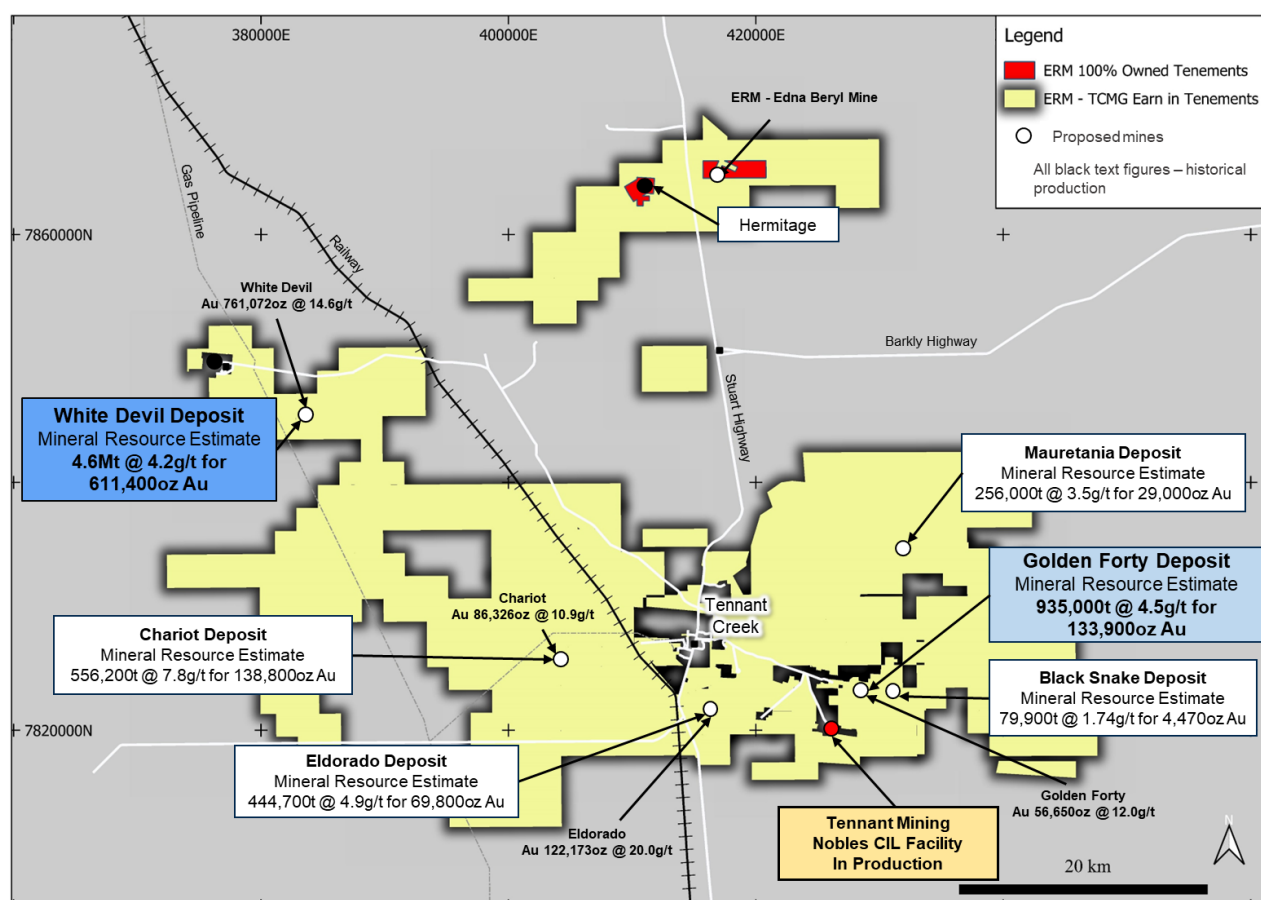 380000E
400000E
420000E
Legend
ERM 100% Owned Tenements
ERM - TCMG Earn in Tenements
Proposed mines
All black text figures – historical
production
ERM - Edna Beryl Mine
Gas Pipeline
Hermitage
7860000N
Railway
White Devil
Au 761,072oz @ 14.6g/t
Barkly Highway
Stuart Highway
White Devil Deposit
Mineral Resource Estimate
4.6Mt @ 4.2g/t for
611,400oz Au
Mauretania Deposit
Mineral Resource Estimate
256,000t @ 3.5g/t for 29,000oz Au
Golden Forty Deposit
Mineral Resource Estimate
935,000t @ 4.5g/t for
133,900oz Au
Tennant
Creek
Chariot
Au 86,326oz @ 10.9g/t
Chariot Deposit
Mineral Resource Estimate
556,200t @ 7.8g/t for 138,800oz Au
Black Snake Deposit
Mineral Resource Estimate
79,900t @ 1.74g/t for 4,470oz Au
7820000N
Eldorado Deposit
Mineral Resource Estimate
444,700t @ 4.9g/t for 69,800oz Au
Golden Forty
Au 56,650oz @ 12.0g/t
Eldorado
Au 122,173oz @ 20.0g/t
Tennant Mining
Nobles CIL Facility
In Production
N
20 km